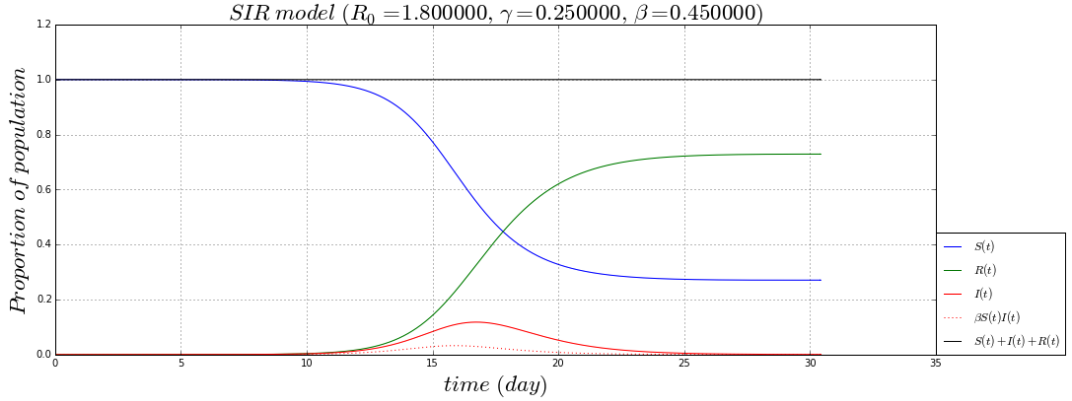 SIR model (R₀ =1.800000, γ=0.250000, β=0.450000)
Proportion of population
1.2
1.0
0.8
0.6
0.4
0.2
0.0
0 5 10 15 20 25 30 35
time (day)
S(t)
R(t)
I(t)
βS(t)I(t)
S(t)+I(t)+R(t)